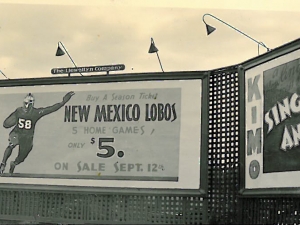 The Llewellyn Company
Buy A Season Ticket
NEW MEXICO LOBOS
5 HOME GAMES
ONLY $5.
ON SALE SEPT. 12th
58
KIMO
SING
AN